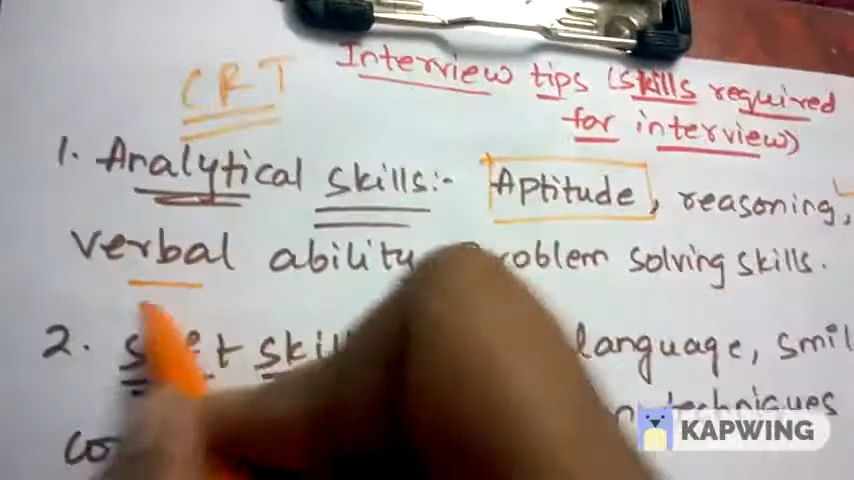 CRT
Interview tips (skills required
for interview)
1. Analytical skills:- Aptitude, reasoning,
verbal ability, Problem solving skills.
2. Soft skills language, smil
techniques
KAPWING